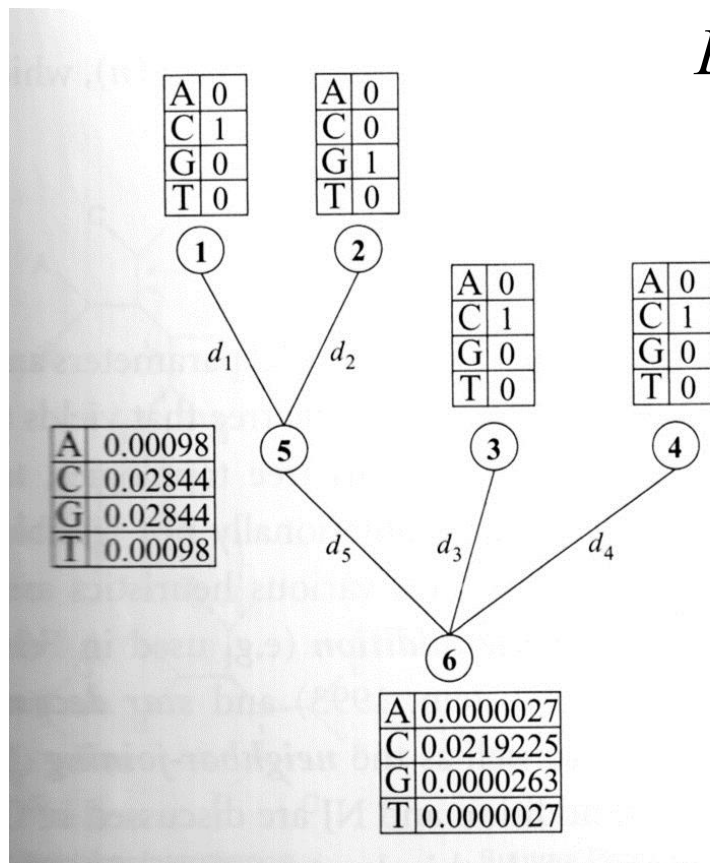 L
(n), whic
A 0
C 1
G 0
T 0
A 0
C 0
G 1
T 0
1
2
A 0
C 1
G 0
T 0
A 0
C 1
G 0
T 0
d1
d2
5
3
4
A 0.00098
C 0.02844
G 0.02844
T 0.00098
d5
d3
d4
6
A 0.0000027
C 0.0219225
G 0.0000263
T 0.0000027